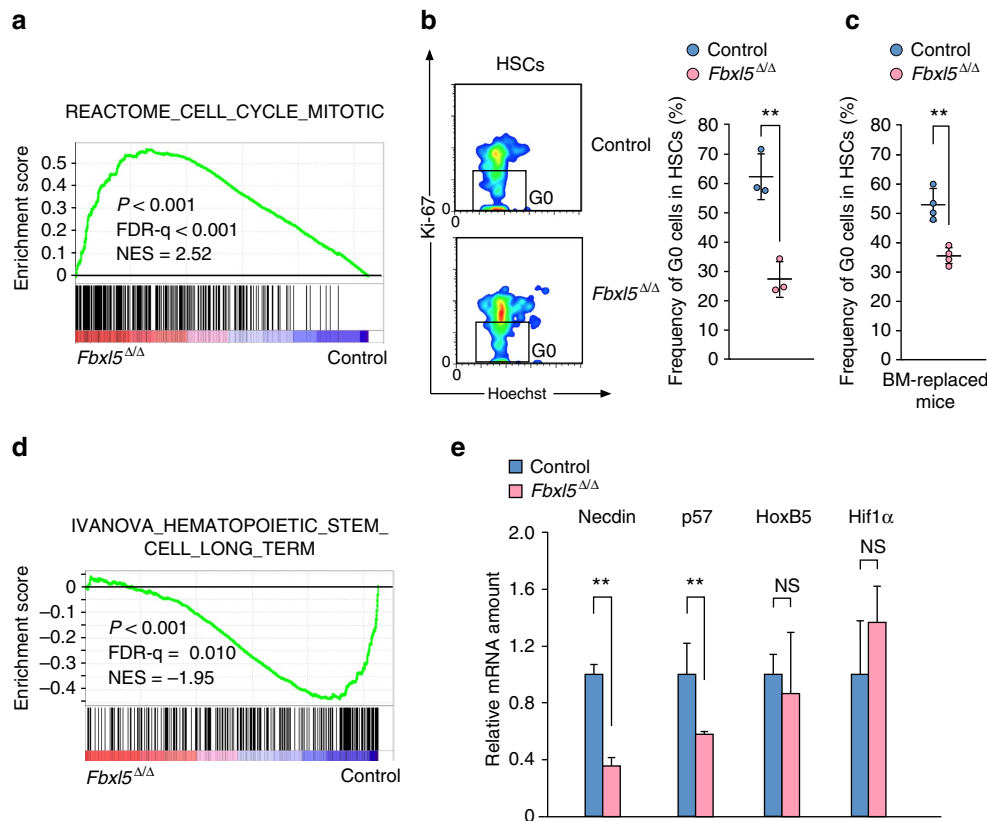 a
REACTOME_CELL_CYCLE_MITOTIC
Enrichment score
0.5
0.4
0.3
0.2
0.1
0
P < 0.001
FDR-q < 0.001
NES = 2.52
Fbxl5Δ/Δ
Control
b
HSCs
Control
G0
0
Ki-67
Fbxl5Δ/Δ
G0
0
Hoechst
Control
Fbxl5Δ/Δ
Frequency of G0 cells in HSCs (%)
**
80
70
60
50
40
30
20
10
0
c
Control
Fbxl5Δ/Δ
Frequency of G0 cells in HSCs (%)
**
80
70
60
50
40
30
20
10
0
BM-replaced
mice
d
IVANOVA_HEMATOPOIETIC_STEM_
CELL_LONG_TERM
Enrichment score
0
−0.1
−0.2
−0.3
−0.4
P < 0.001
FDR-q = 0.010
NES = −1.95
Fbxl5Δ/Δ
Control
e
Control
Fbxl5Δ/Δ
Necdin p57 HoxB5 Hif1α
Relative mRNA amount
2.0
1.6
1.2
0.8
0.4
0
** ** NS NS